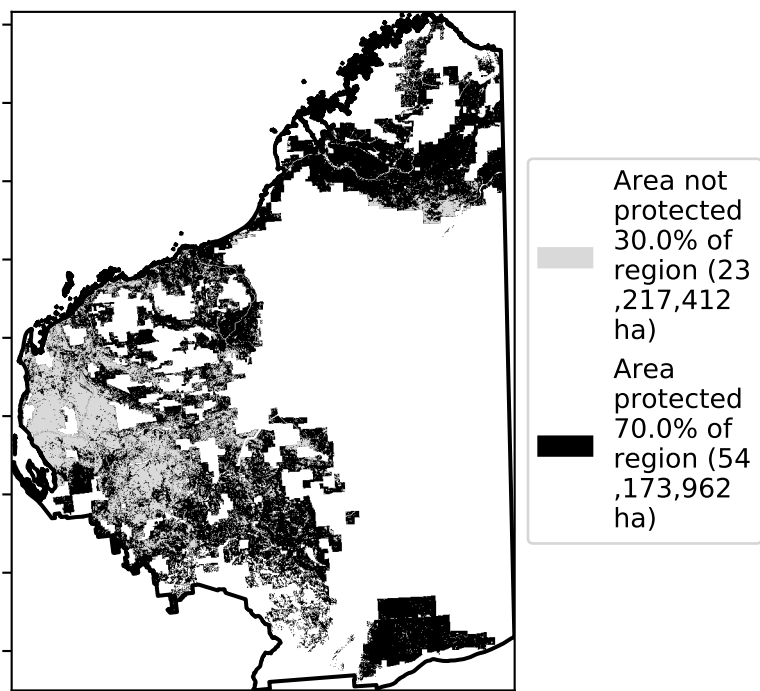 Area not
protected
30.0% of
region (23
,217,412
ha)
Area
protected
70.0% of
region (54
,173,962
ha)